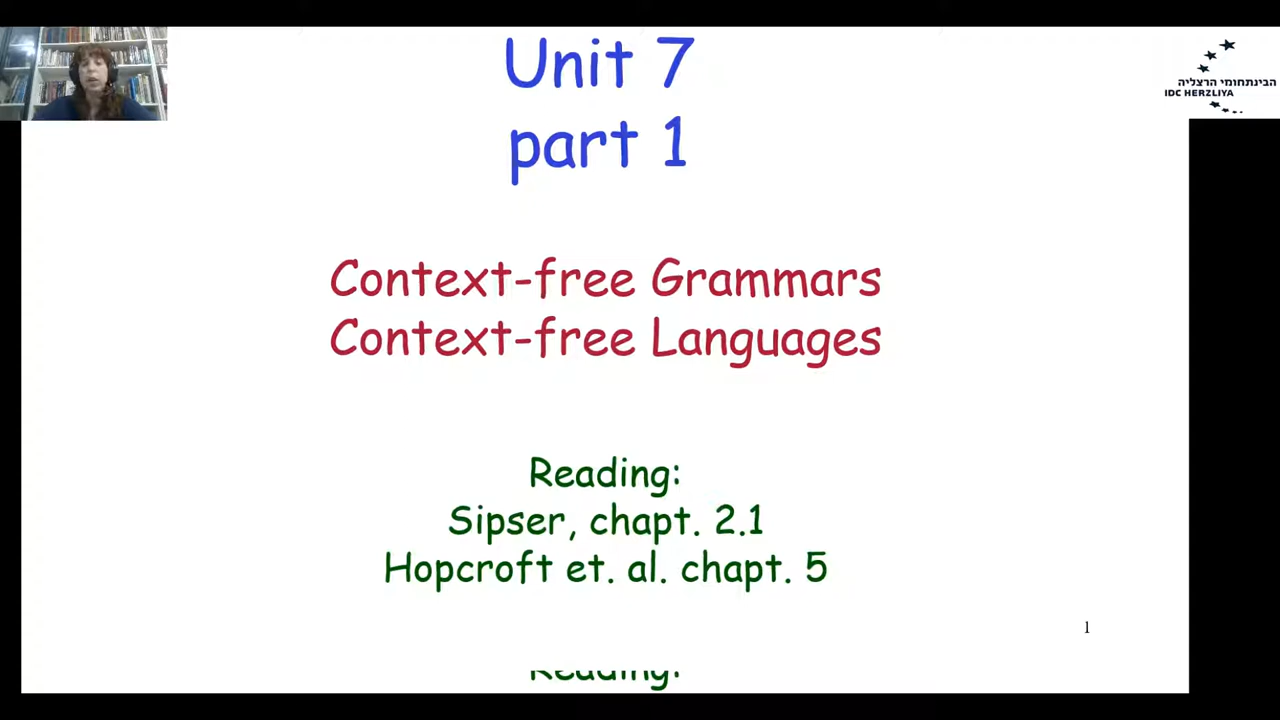 Unit 7
part 1
הבינתחומי הרצליה
IDC HERZLIYA
Context-free Grammars
Context-free Languages
Reading:
Sipser, chapt. 2.1
Hopcroft et. al. chapt. 5
1
Reading: